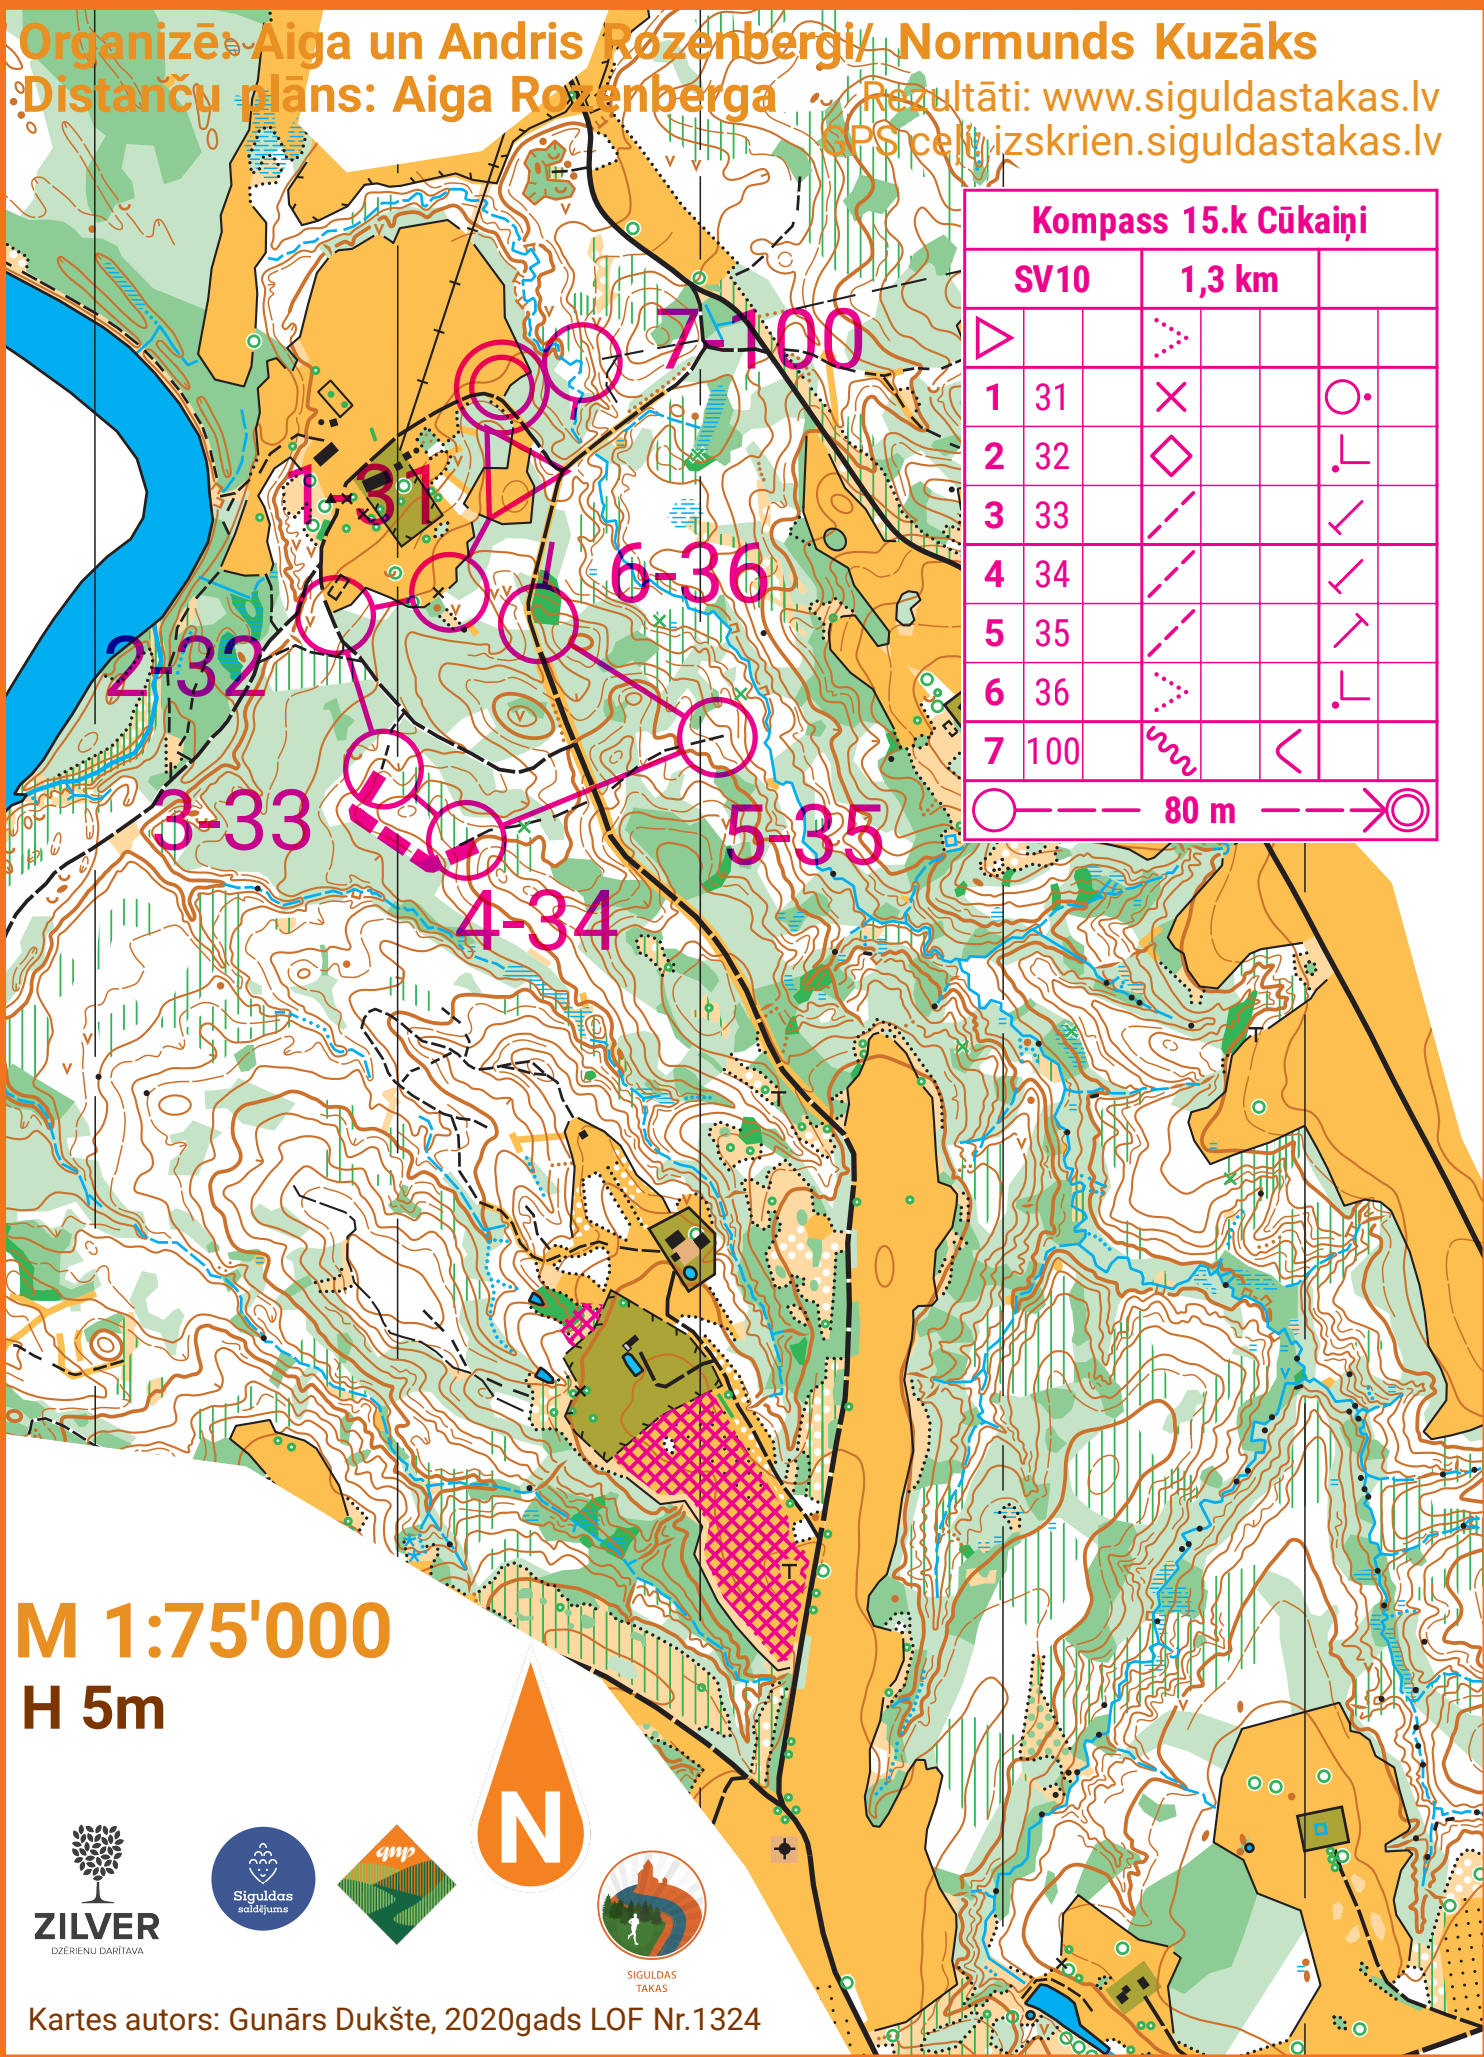 Organizē: Aiga un Andris Rozenbergi/ Normunds Kuzāks
Distanču plāns: Aiga Rozenberga
Rezultāti: www.siguldastakas.lv
GPS ceļi: izskrien.siguldastakas.lv
Kompass 15.k Cūkaiņi
SV10 1,3 km
1 31
2 32
3 33
4 34
5 35
6 36
7 100
80 m
7-100
1-31
6-36
2-32
3-33
5-35
4-34
M 1:75'000
H 5m
N
ZILVER
DZĒRIENU DARĪTAVA
Siguldas
saldējums
qnp
SIGULDAS
TAKAS
Kartes autors: Gunārs Dukšte, 2020gads LOF Nr.1324